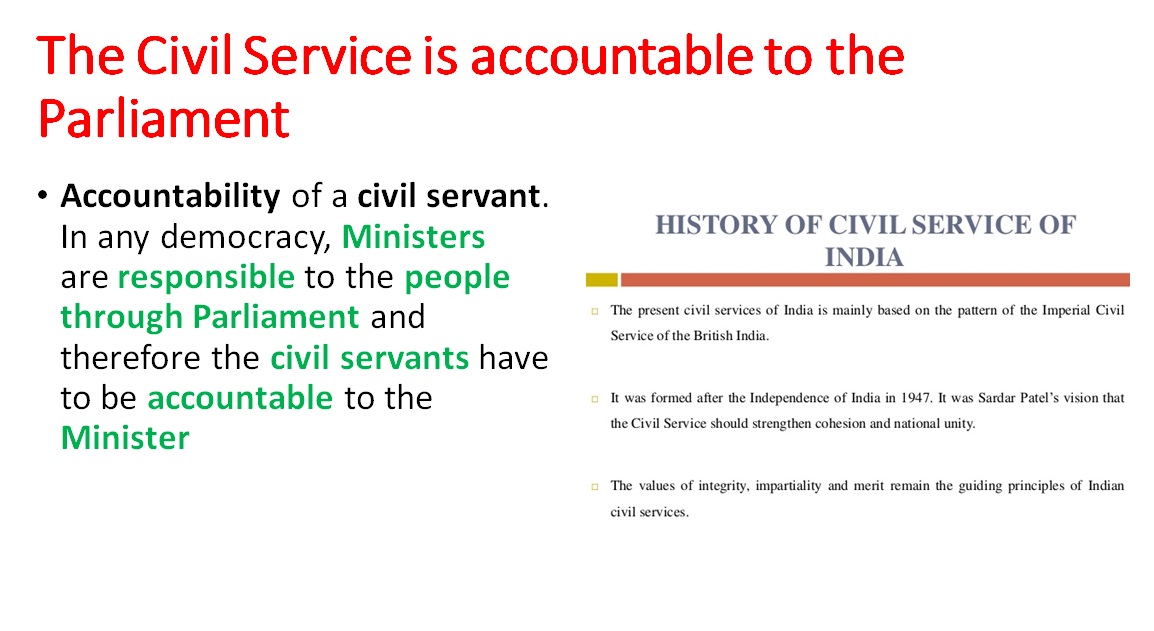 The Civil Service is accountable to the
Parliament
• Accountability of a civil servant.
In any democracy, Ministers
are responsible to the people
through Parliament and
therefore the civil servants have
to be accountable to the
Minister
HISTORY OF CIVIL SERVICE OF
INDIA
The present civil services of India is mainly based on the pattern of the Imperial Civil
Service of the British India.
It was formed after the Independence of India in 1947. It was Sardar Patel's vision that
the Civil Service should strengthen cohesion and national unity.
The values of integrity, impartiality and merit remain the guiding principles of Indian
civil services.